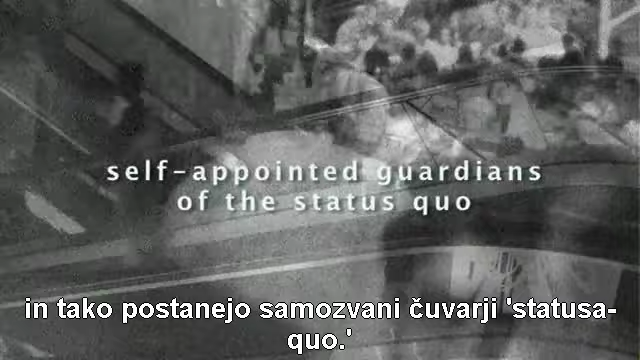 self-appointed guardians
of the status quo
in tako postanejo samozvani čuvarji 'statusa-
quo.'